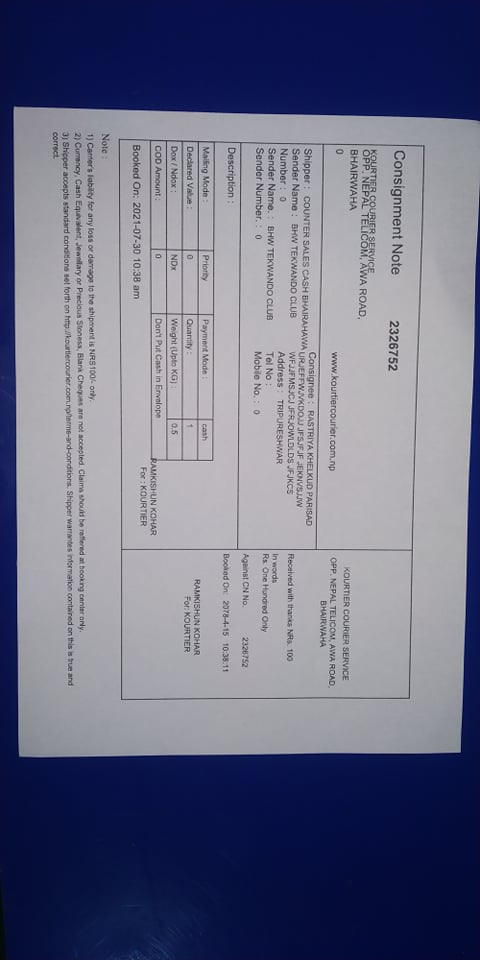 Consignment Note 2326752
KOURTIER COURIER SERVICE
OPP. NEPAL TELICOM, AWA ROAD,
BHAIRWAHA
0
www.kourtiercourier.com.np
Shipper : COUNTER SALES CASH BHAIRAHAWA
Sender Name : BHW TEKWANDO CLUB
Number : 0
Sender Name. : BHW TEKWANDO CLUB
Sender Number. : 0
Consignee : RASTRIYA KHELKUD PARISAD
URJEFFWJVKDOJJ JFSJFJF JEKNVSJJW
WFJJFMSJCJ JFRJOWLDLDS JFJKCS
Address : TRIPURESHWAR
Tel No :
Mobile No. : 0
Description :
Mailing Mode : Priority Payment Mode : cash
Declared Value : 0 Quantity : 1
Dox / Ndox : NDx Weight (Upto KG) : 0.5
COD Amount : 0 Don't Put Cash in Envelope
RAMKISHUN KOHAR
For : KOURTIER
Booked On: 2021-07-30 10:38 am
KOURTIER COURIER SERVICE
OPP. NEPAL TELICOM, AWA ROAD,
BHAIRWAHA
Received with thanks NRs. 100
In words
Rs. One Hundred Only
Against CN No. 2326752
Booked On: 2078-4-15 10:38:11
RAMKISHUN KOHAR
For: KOURTIER
Note :
1) Carrier's liability for any loss or damage to the shipment is NRS100/- only.
2) Currency, Cash Equivalent, Jewellary or Precious Stoness, Blank Cheques are not accepted. Claims should be reffered at booking center only.
3) Shipper accepts standard conditions set forth on http://kourtiercourier.com.np/terms-and-conditions. Shipper warrantes information contained on this is true and
correct.